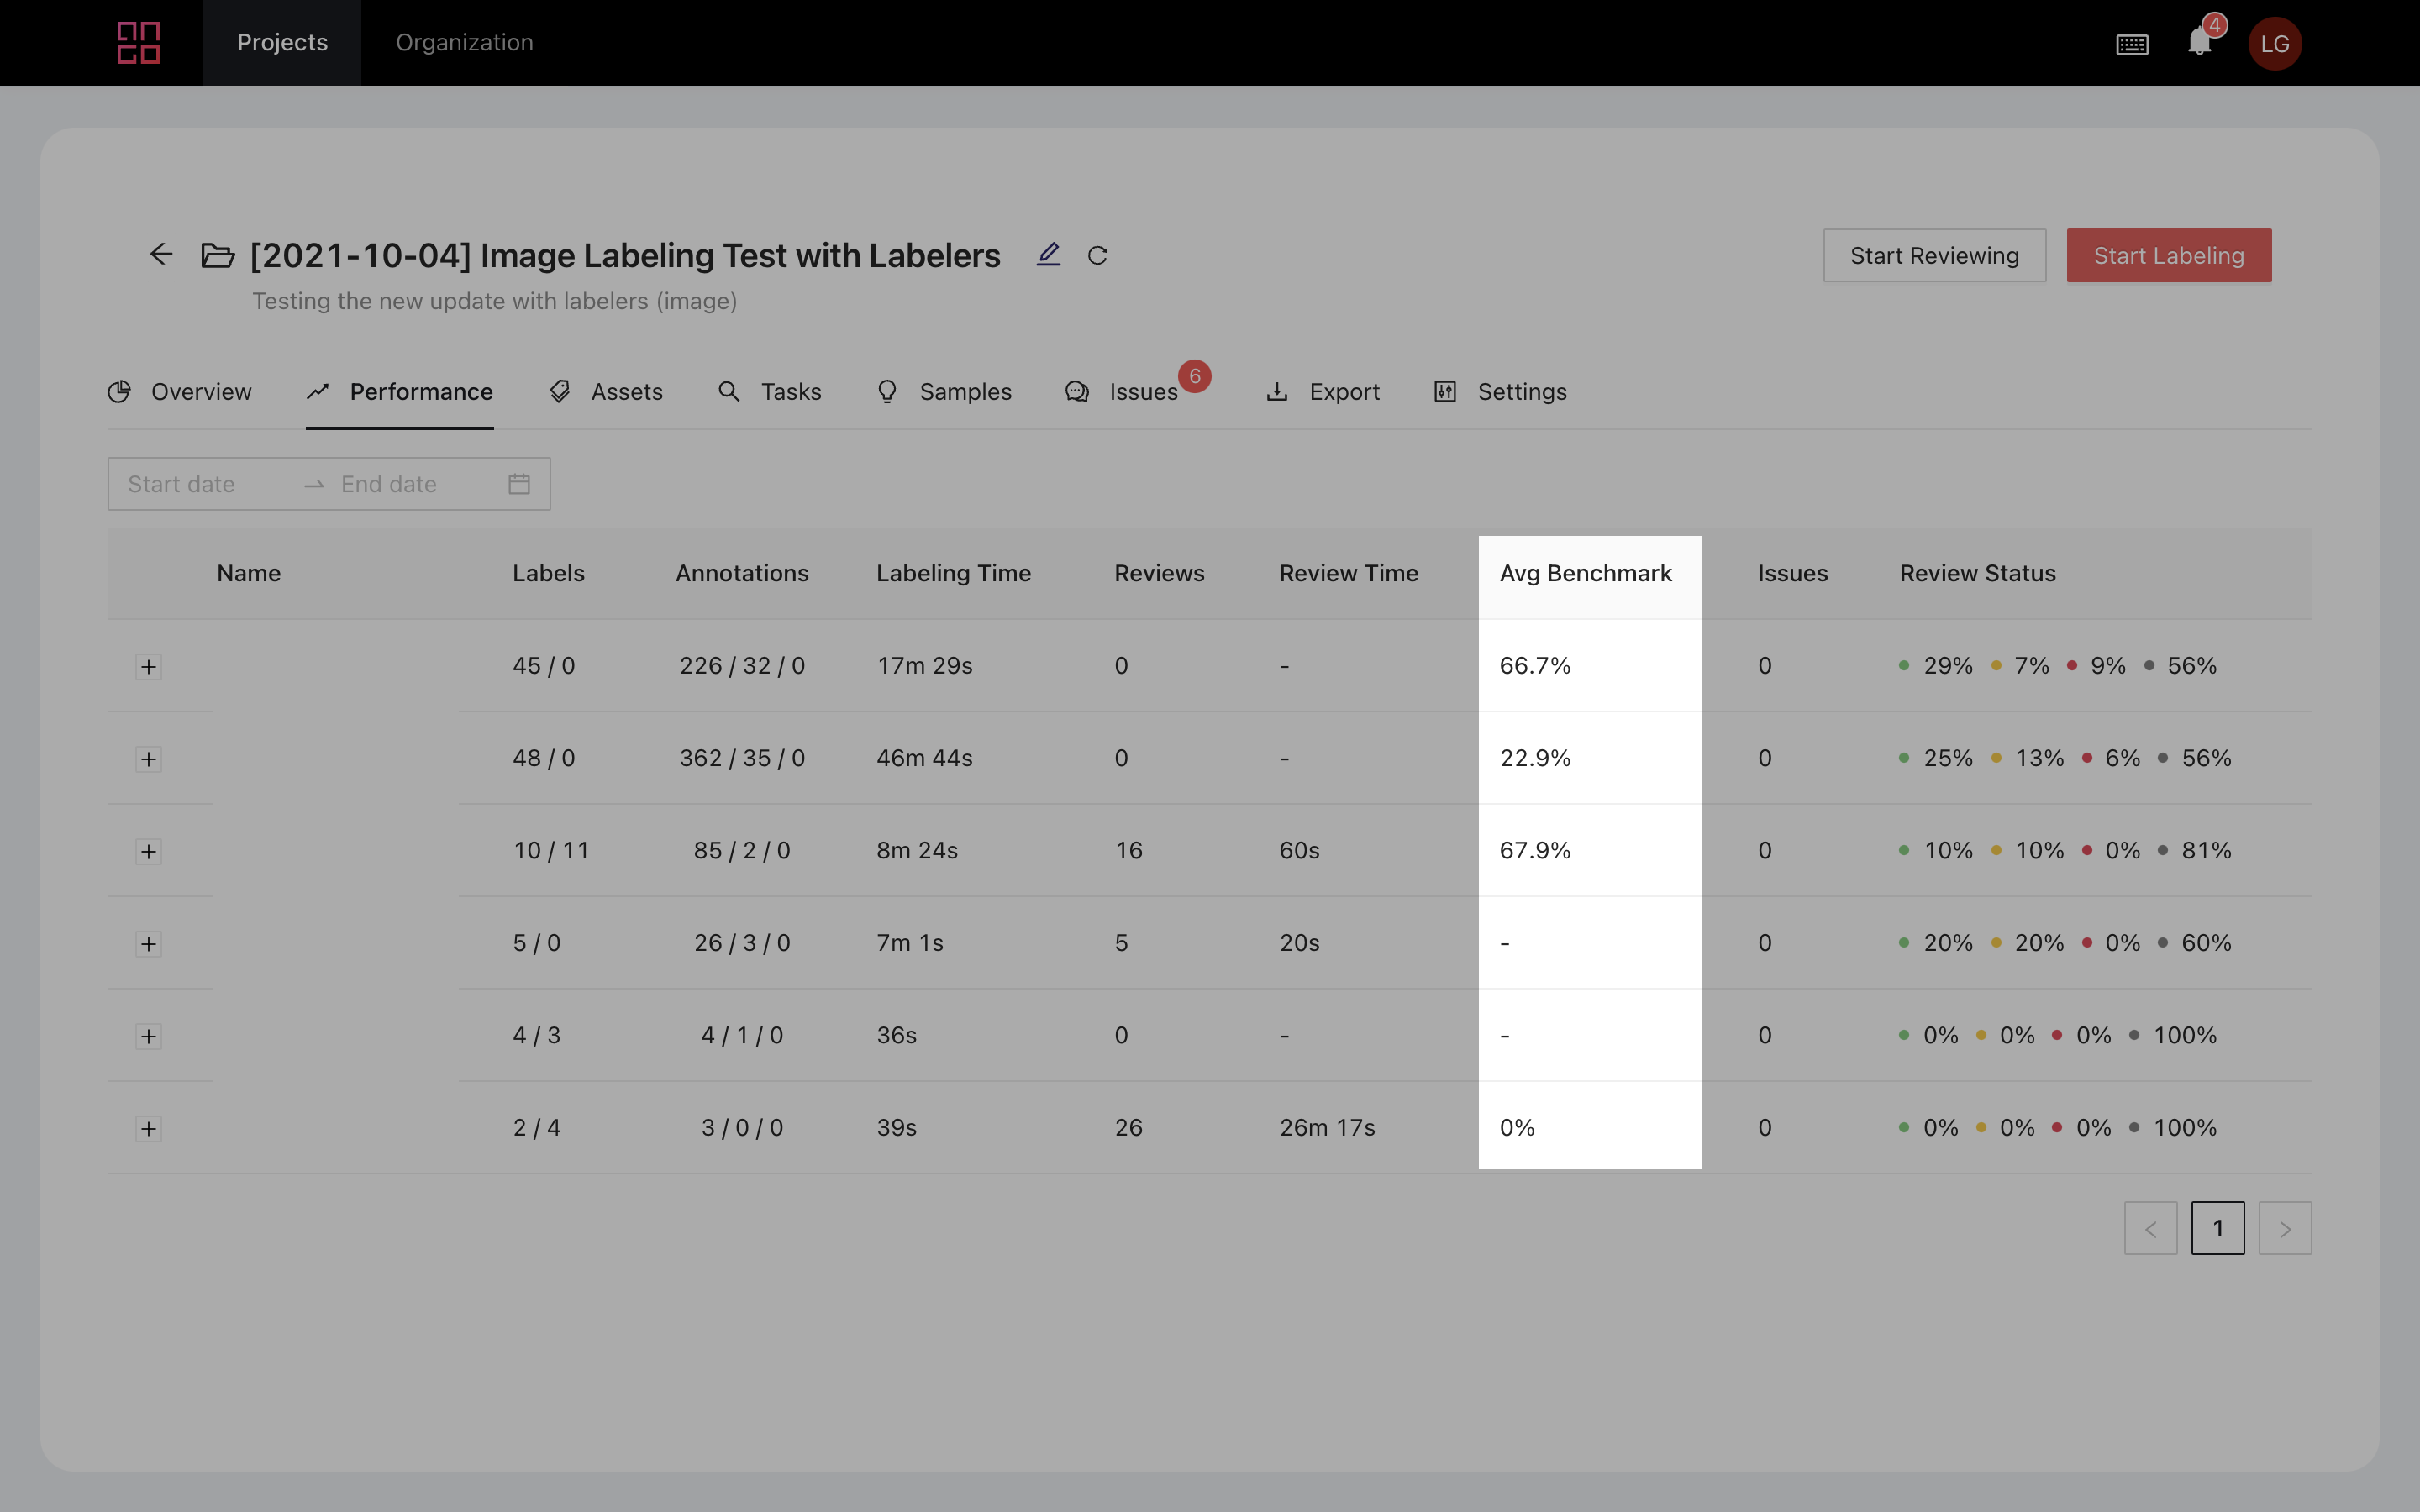 Projects Organization 4 LG
[2021-10-04] Image Labeling Test with Labelers Start Reviewing Start Labeling
Testing the new update with labelers (image)
Overview Performance Assets Tasks Samples Issues 6 Export Settings
Start date End date
Name Labels Annotations Labeling Time Reviews Review Time Avg Benchmark Issues Review Status
45 / 0 226 / 32 / 0 17m 29s 0 - 66.7% 0 29% 7% 9% 56%
48 / 0 362 / 35 / 0 46m 44s 0 - 22.9% 0 25% 13% 6% 56%
10 / 11 85 / 2 / 0 8m 24s 16 60s 67.9% 0 10% 10% 0% 81%
5 / 0 26 / 3 / 0 7m 1s 5 20s - 0 20% 20% 0% 60%
4 / 3 4 / 1 / 0 36s 0 - - 0 0% 0% 0% 100%
2 / 4 3 / 0 / 0 39s 26 26m 17s 0% 0 0% 0% 0% 100%
< 1 >